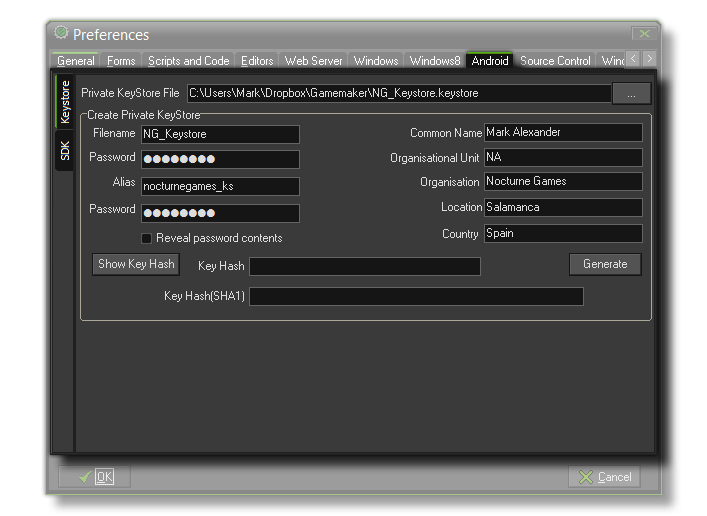 Preferences
General Forms Scripts and Code Editors Web Server Windows Windows8 Android Source Control
Keystore
SDK
Private KeyStore File C:\Users\Mark\Dropbox\Gamemaker\NG_Keystore.keystore ...
Create Private KeyStore
Filename NG_Keystore Common Name Mark Alexander
Password ●●●●●●●● Organisational Unit NA
Alias nocturnegames_ks Organisation Nocturne Games
Password ●●●●●●●● Location Salamanca
Reveal password contents Country Spain
Show Key Hash Key Hash Generate
Key Hash(SHA1)
OK Cancel